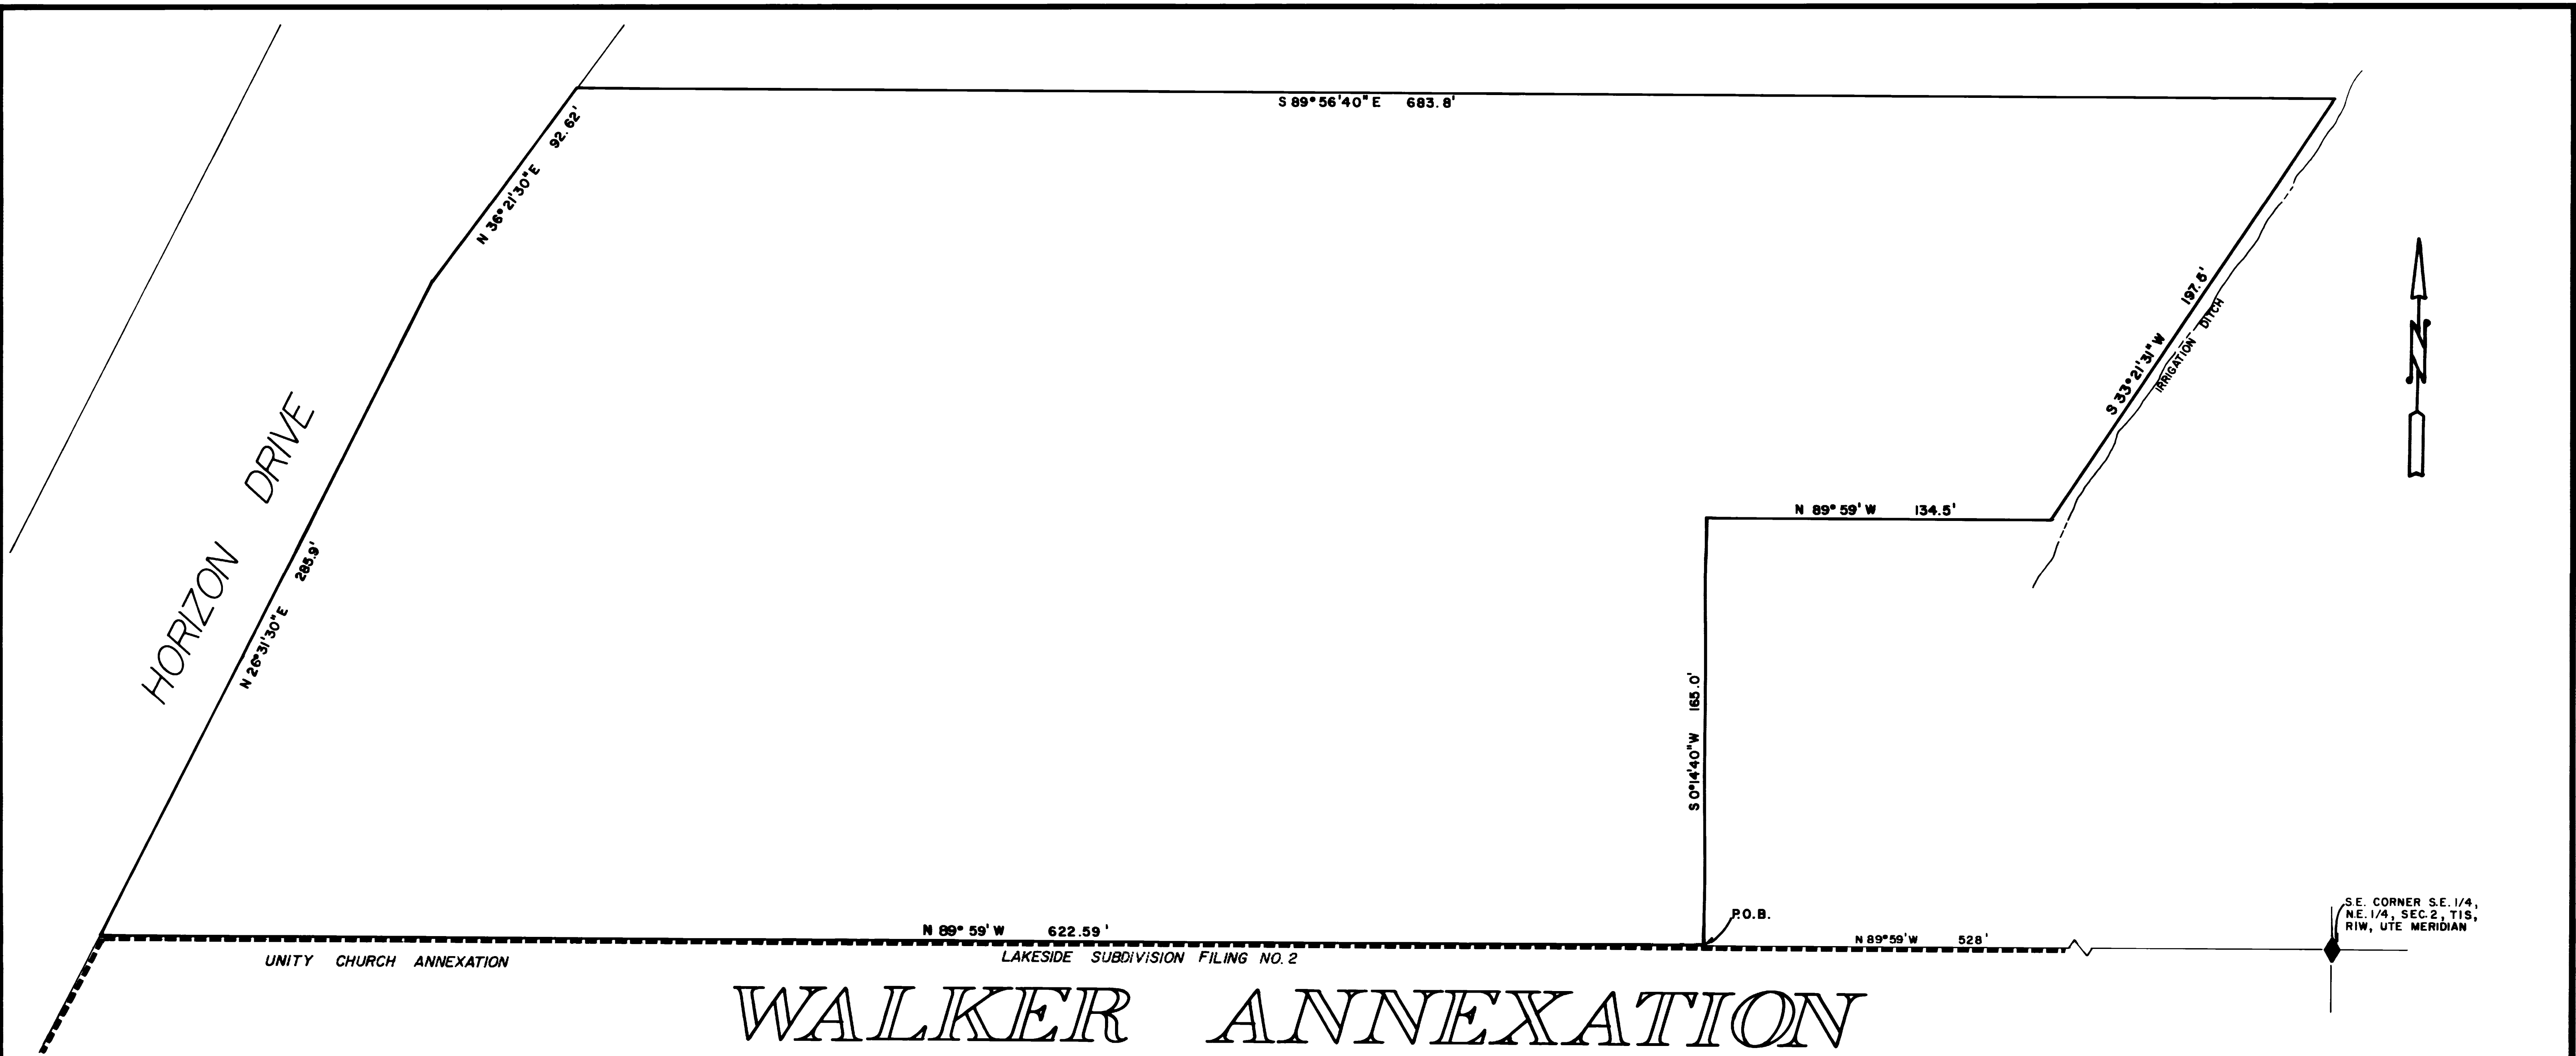 S 89° 56' 40" E 683.8'
N 36° 21' 30" E 92.62'
HORIZON DRIVE
N 26° 31' 30" E 285.9'
S 33° 21' 31" W
IRRIGATION DITCH
N
N 89° 59' W 134.5'
S 0° 14' 40" W 165.0'
P.O.B.
N 89° 59' W 622.59'
N 89° 59' W 528'
S.E. CORNER S.E. 1/4,
N.E. 1/4, SEC. 2, T1S,
R1W, UTE MERIDIAN
UNITY CHURCH ANNEXATION
LAKESIDE SUBDIVISION FILING NO. 2
WALKER ANNEXATION